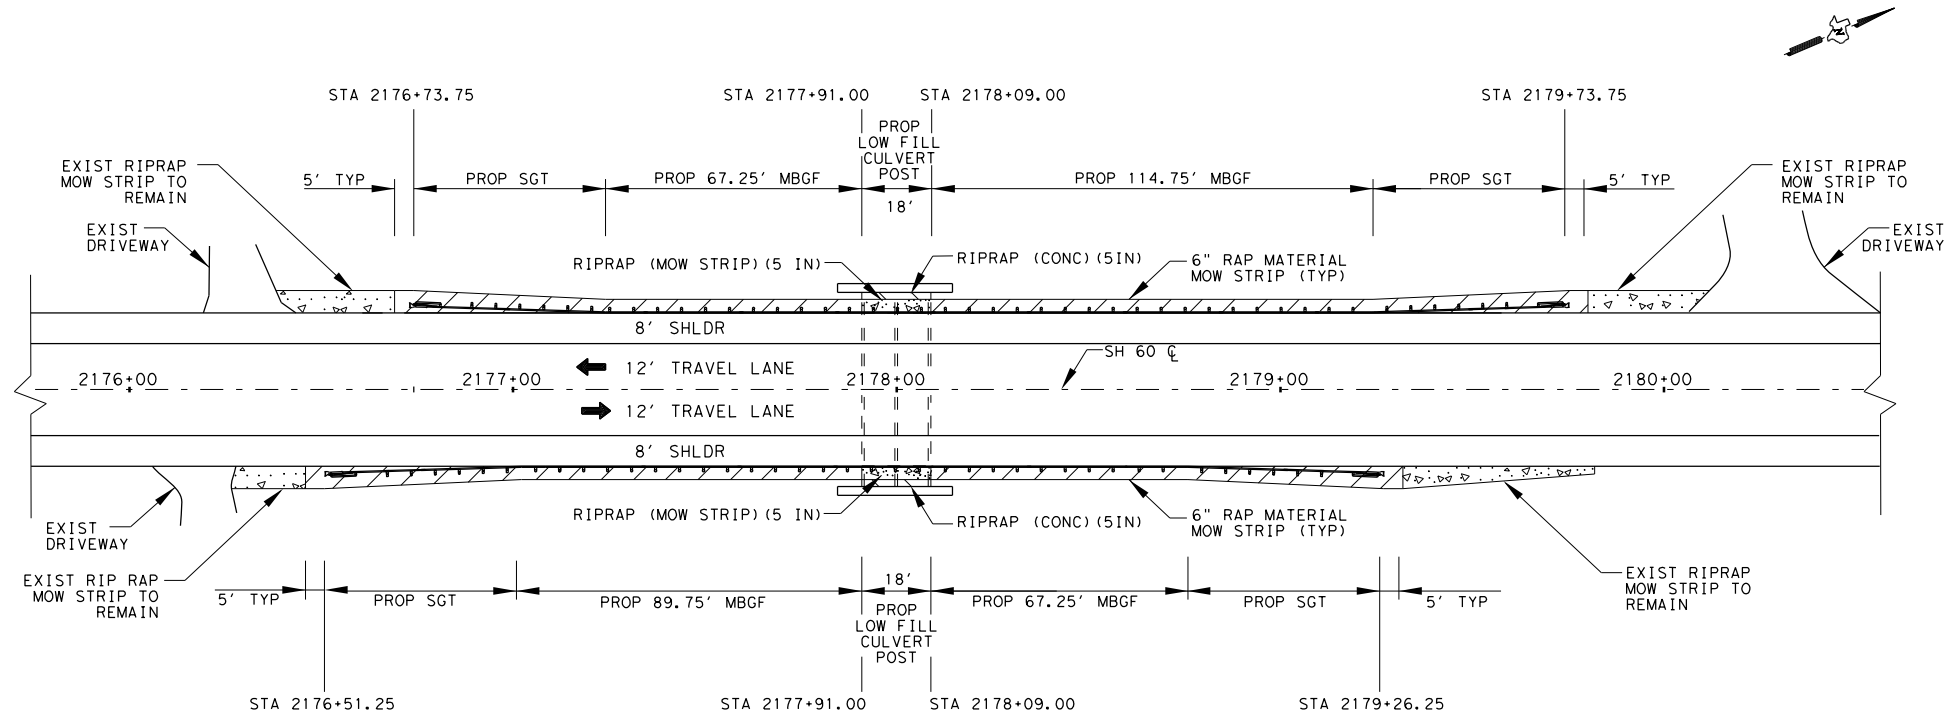 N
STA 2176+73.75
STA 2177+91.00
STA 2178+09.00
STA 2179+73.75
PROP
LOW FILL
CULVERT
POST
18'
EXIST RIPRAP
MOW STRIP TO
REMAIN
5' TYP
PROP SGT
PROP 67.25' MBGF
PROP 114.75' MBGF
PROP SGT
5' TYP
EXIST RIPRAP
MOW STRIP TO
REMAIN
EXIST
DRIVEWAY
EXIST
DRIVEWAY
RIPRAP (MOW STRIP)(5 IN)
RIPRAP (CONC)(5IN)
6" RAP MATERIAL
MOW STRIP (TYP)
8' SHLDR
SH 60 ℄
12' TRAVEL LANE
2176+00
2177+00
2178+00
2179+00
2180+00
12' TRAVEL LANE
8' SHLDR
RIPRAP (MOW STRIP)(5 IN)
RIPRAP (CONC)(5IN)
6" RAP MATERIAL
MOW STRIP (TYP)
EXIST
DRIVEWAY
EXIST RIP RAP
MOW STRIP TO
REMAIN
5' TYP
PROP SGT
PROP 89.75' MBGF
18'
PROP
LOW FILL
CULVERT
POST
PROP 67.25' MBGF
PROP SGT
5' TYP
EXIST RIPRAP
MOW STRIP TO
REMAIN
STA 2176+51.25
STA 2177+91.00
STA 2178+09.00
STA 2179+26.25